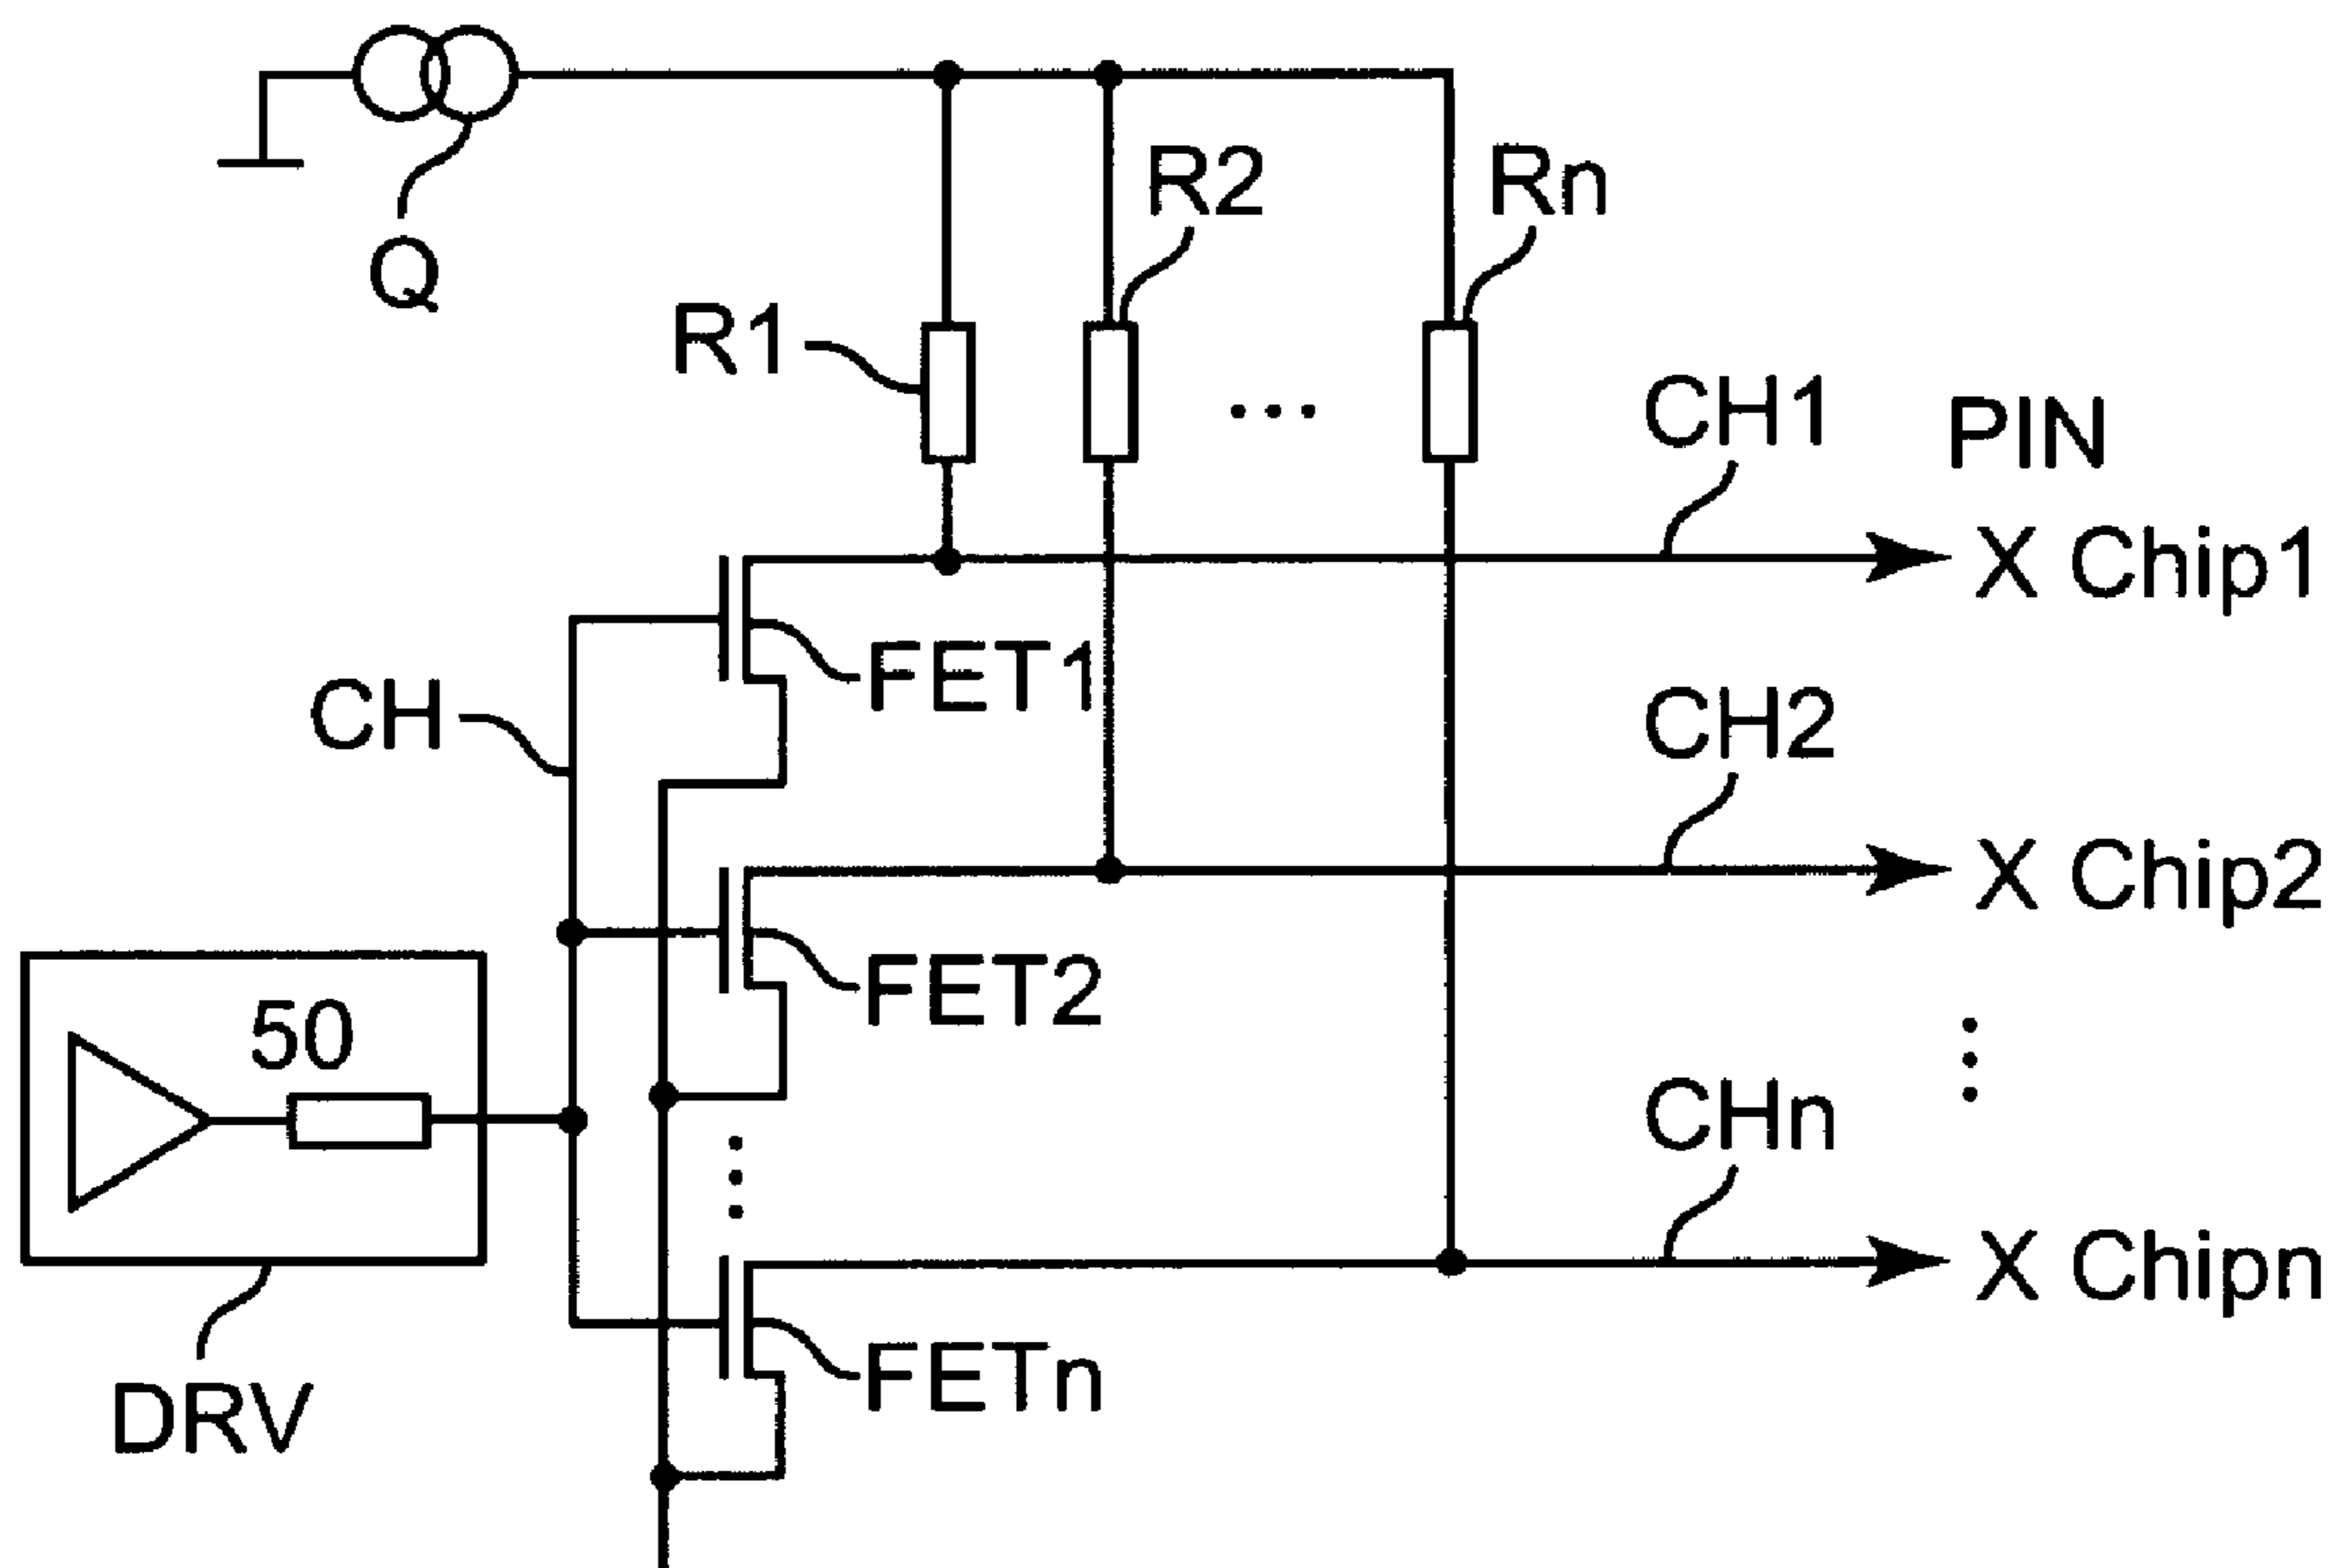 Q
R1
R2
Rn
...
CH1
PIN
X Chip1
FET1
CH
CH2
X Chip2
FET2
50
CHn
X Chipn
FETn
DRV